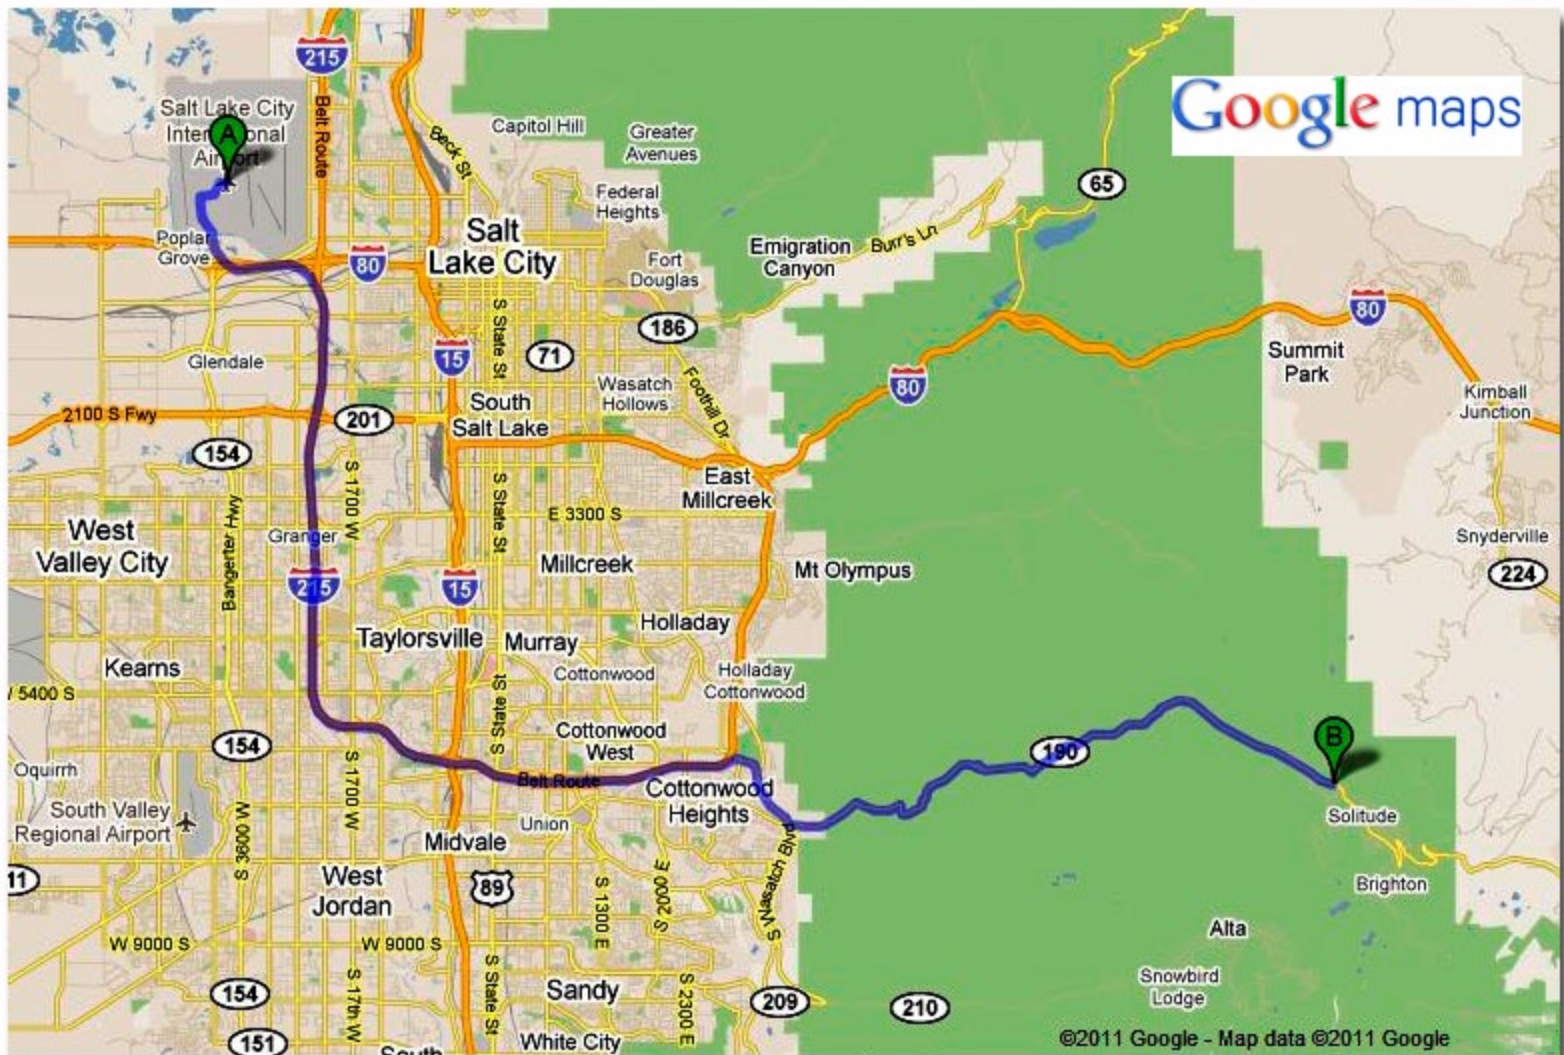 215
Google maps
Salt Lake City
International
Airport
A
Belt Route
Beck St
Capitol Hill
Greater
Avenues
65
Federal
Heights
Poplar
Grove
80
Salt
Lake City
Fort
Douglas
Emigration
Canyon
Burr's Ln
186
80
S State St
15
71
Glendale
Wasatch
Hollows
Foothill Dr
80
Summit
Park
Kimball
Junction
2100 S Fwy
201
South
Salt Lake
154
East
Millcreek
S 1700 W
S State St
E 3300 S
West
Valley City
Bangerter Hwy
Granger
Snyderville
215
15
Millcreek
Mt Olympus
224
Taylorsville
Murray
Holladay
Kearns
Cottonwood
Holladay
Cottonwood
5400 S
S State St
154
Cottonwood
West
190
B
Oquirrh
S 1700 W
Belt Route
Cottonwood
Heights
South Valley
Regional Airport
S 3600 W
Union
Solitude
Midvale
Wasatch Blvd
11
West
Jordan
89
S 1300 E
S 2000 E
Brighton
W 9000 S
W 9000 S
Alta
154
S 17th W
S State St
Sandy
S 2300 E
209
210
Snowbird
Lodge
151
South
White City
©2011 Google - Map data ©2011 Google